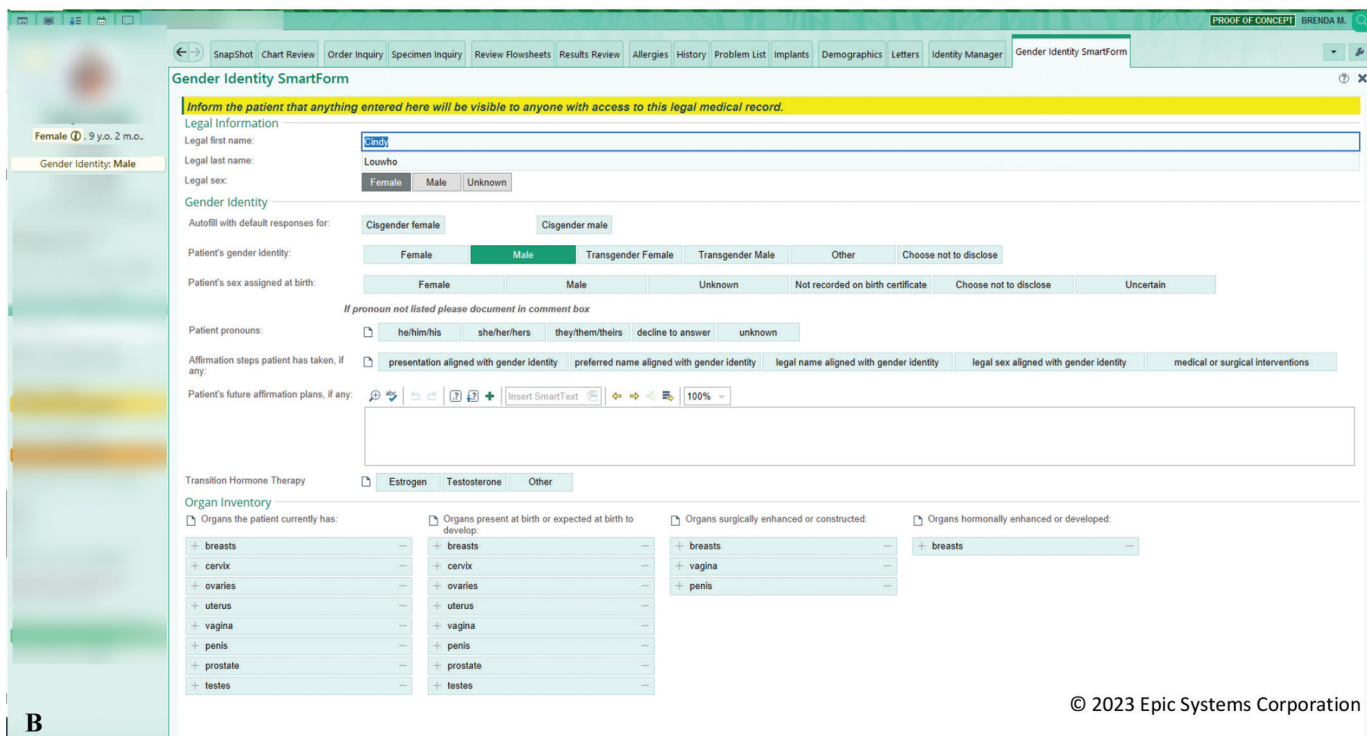 PROOF OF CONCEPT BRENDA M.
SnapShot Chart Review Order Inquiry Specimen Inquiry Review Flowsheets Results Review Allergies History Problem List Implants Demographics Letters Identity Manager Gender Identity SmartForm
Gender Identity SmartForm
Inform the patient that anything entered here will be visible to anyone with access to this legal medical record.
Female , 9 y.o. 2 m.o..
Gender Identity: Male
Legal Information
Legal first name: Cindy
Legal last name: Louwho
Legal sex: Female Male Unknown
Gender Identity
Autofill with default responses for: Cisgender female Cisgender male
Patient's gender identity: Female Male Transgender Female Transgender Male Other Choose not to disclose
Patient's sex assigned at birth: Female Male Unknown Not recorded on birth certificate Choose not to disclose Uncertain
If pronoun not listed please document in comment box
Patient pronouns: he/him/his she/her/hers they/them/theirs decline to answer unknown
Affirmation steps patient has taken, if any: presentation aligned with gender identity preferred name aligned with gender identity legal name aligned with gender identity legal sex aligned with gender identity medical or surgical interventions
Patient's future affirmation plans, if any: Insert SmartText 100%
Transition Hormone Therapy Estrogen Testosterone Other
Organ Inventory
Organs the patient currently has: Organs present at birth or expected at birth to develop: Organs surgically enhanced or constructed: Organs hormonally enhanced or developed:
+ breasts – + breasts – + breasts – + breasts –
+ cervix – + cervix – + vagina –
+ ovaries – + ovaries – + penis –
+ uterus – + uterus –
+ vagina – + vagina –
+ penis – + penis –
+ prostate – + prostate –
+ testes – + testes –
© 2023 Epic Systems Corporation
B